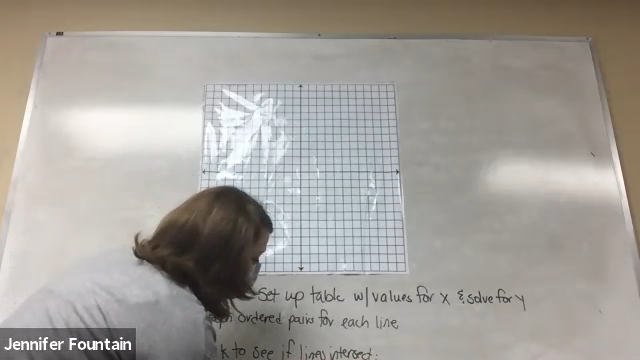 Set up table w/ values for x & solve for y
ordered pairs for each line
to see if lines intersect:
Jennifer Fountain